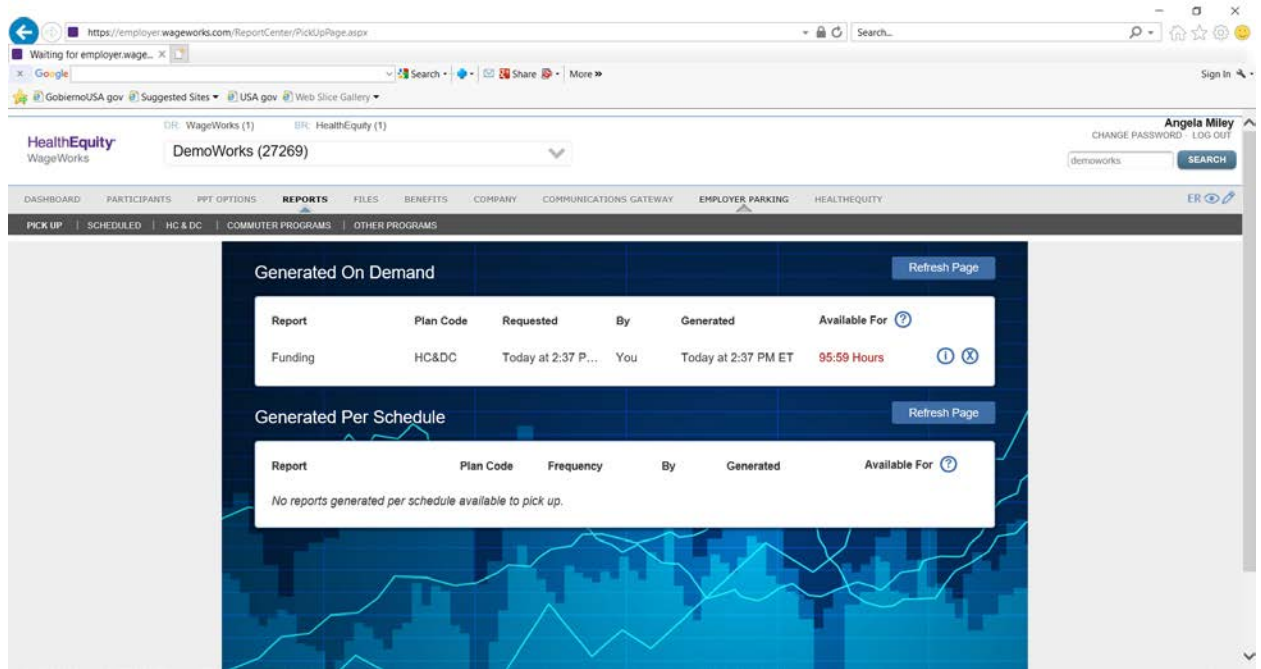 https://employer.wageworks.com/ReportCenter/PickUpPage.aspx Search...
Waiting for employer.wage... ×
x Google Search Share More »  Sign In
GobiernoUSA gov Suggested Sites USA gov Web Slice Gallery
DR: WageWorks (1) BR: HealthEquity (1) Angela Miley
HealthEquity CHANGE PASSWORD - LOG OUT
WageWorks DemoWorks (27269) demoworks SEARCH
DASHBOARD PARTICIPANTS PPT OPTIONS REPORTS FILES BENEFITS COMPANY COMMUNICATIONS GATEWAY EMPLOYER PARKING HEALTHEQUITY ER
PICK UP | SCHEDULED | HC & DC | COMMUTER PROGRAMS | OTHER PROGRAMS
Generated On Demand Refresh Page
Report Plan Code Requested By Generated Available For ?
Funding HC&DC Today at 2:37 P... You Today at 2:37 PM ET 95:59 Hours i X
Generated Per Schedule Refresh Page
Report Plan Code Frequency By Generated Available For ?
No reports generated per schedule available to pick up.